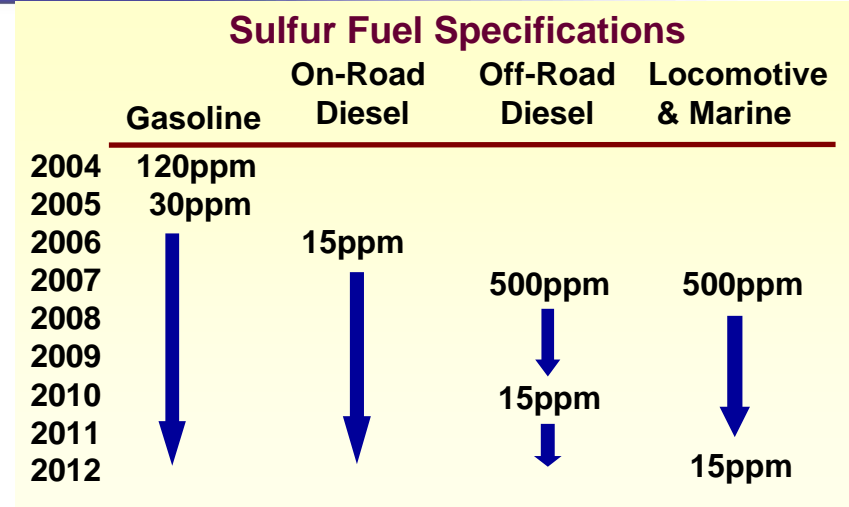 Sulfur Fuel Specifications
On-Road Off-Road Locomotive
Gasoline Diesel Diesel & Marine
2004 120ppm
2005 30ppm
2006 15ppm
2007 500ppm 500ppm
2008
2009
2010 15ppm
2011
2012 15ppm